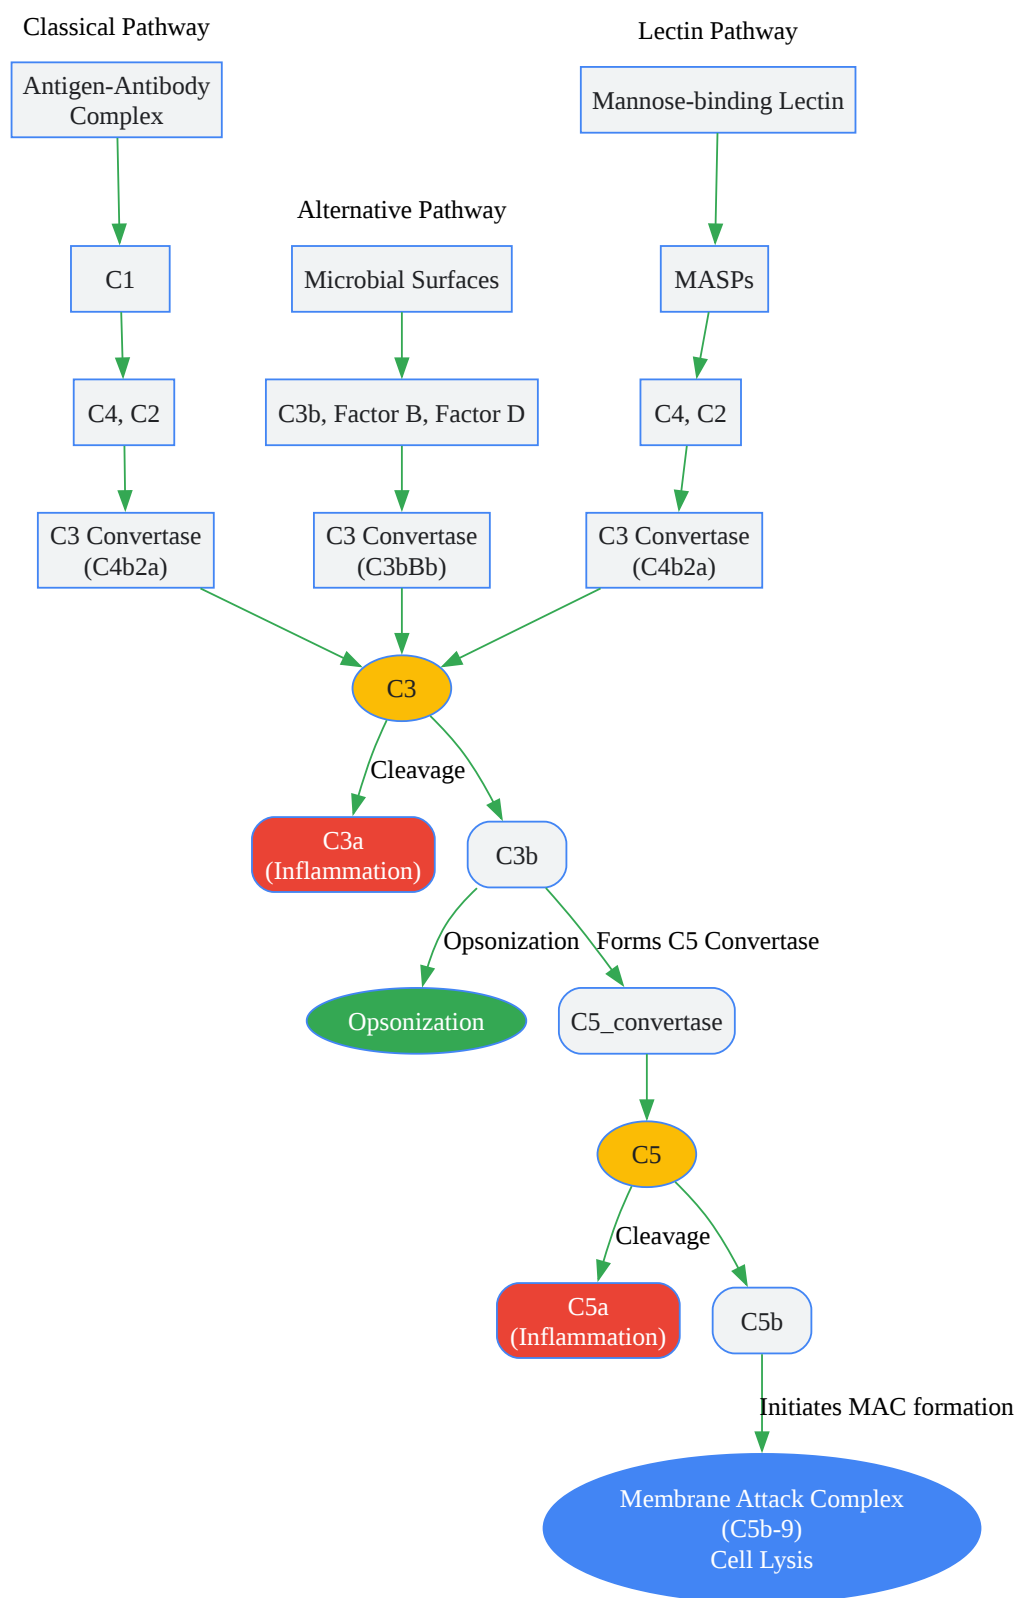 Classical Pathway
Lectin Pathway
Antigen-Antibody
Complex
Mannose-binding Lectin
Alternative Pathway
C1
Microbial Surfaces
MASPs
C4, C2
C3b, Factor B, Factor D
C4, C2
C3 Convertase
(C4b2a)
C3 Convertase
(C3bBb)
C3 Convertase
(C4b2a)
C3
Cleavage
C3a
(Inflammation)
C3b
Opsonization
Forms C5 Convertase
Opsonization
C5_convertase
C5
Cleavage
C5a
(Inflammation)
C5b
Initiates MAC formation
Membrane Attack Complex
(C5b-9)
Cell Lysis